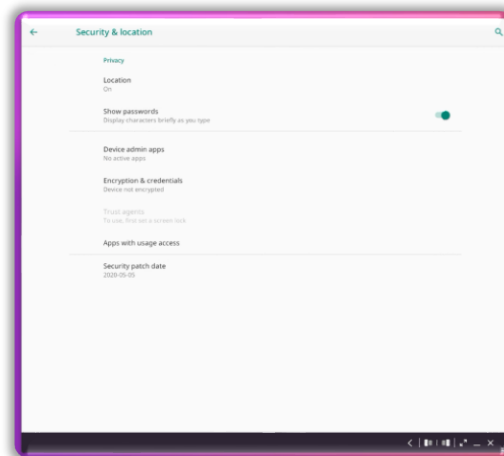 Security & location
Privacy
Location
On
Show passwords
Display characters briefly as you type
Device admin apps
No active apps
Encryption & credentials
Device not encrypted
Trust agents
To use, first set a screen lock
Apps with usage access
Security patch date
2020-05-05